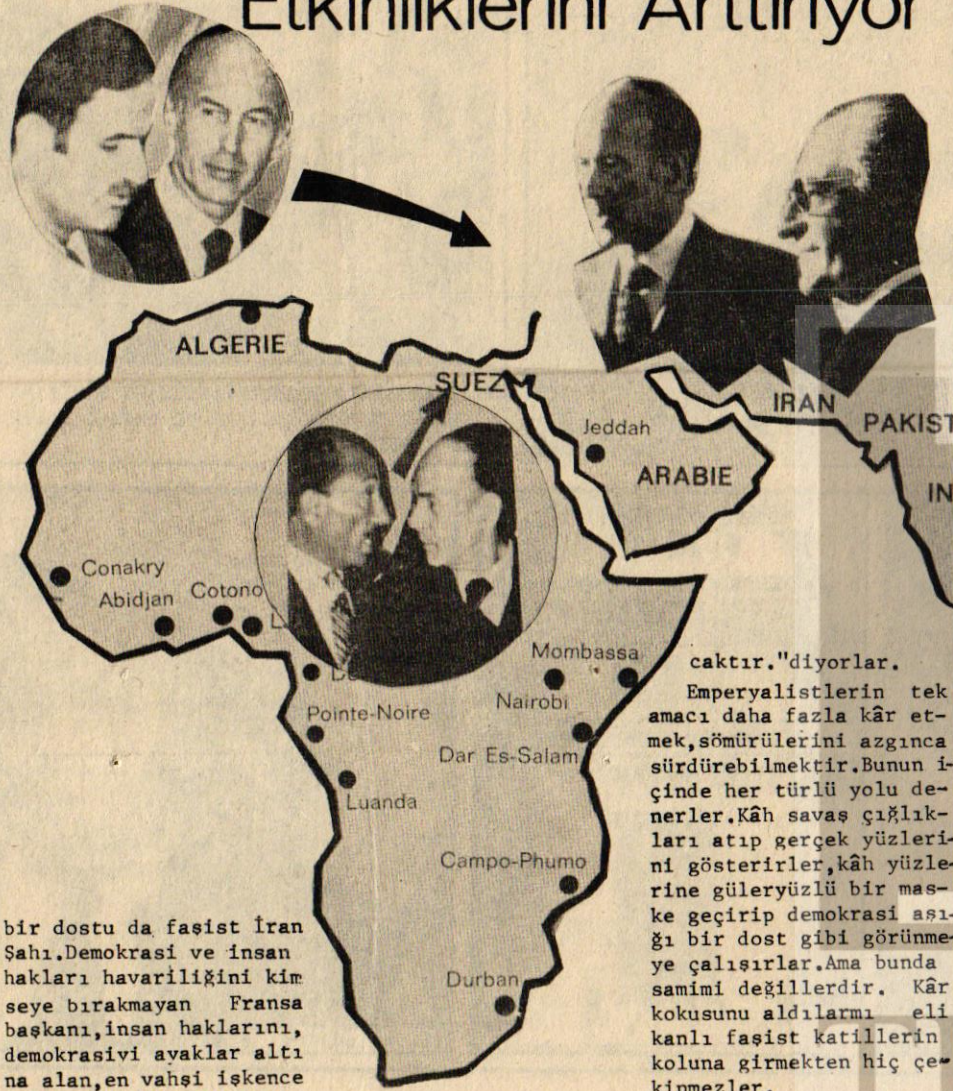 Etkinliklerini Arttırıyor
ALGERIE
SUEZ
IRAN
PAKIST
IN
Jeddah
ARABIE
Conakry
Abidjan
Cotono
Mombassa
Nairobi
Pointe-Noire
Dar Es-Salam
Luanda
Campo-Phumo
Durban
bir dostu da faşist İran
Şahı.Demokrasi ve insan
hakları havariliğini kim
seye bırakmayan Fransa
başkanı,insan haklarını,
demokrasiyi ayaklar altı
na alan,en vahşi işkence
caktır."diyorlar.
Emperyalistlerin tek
amacı daha fazla kâr et-
mek,sömürülerini azgınca
sürdürebilmektir.Bunun i-
çinde her türlü yolu de-
nerler.Kâh savaş çığlık-
ları atıp gerçek yüzleri-
ni gösterirler,kâh yüzle-
rine güleryüzlü bir mas-
ke geçirip demokrasi aşı-
ğı bir dost gibi görünme-
ye çalışırlar.Ama bunda
samimi değillerdir. Kâr
kokusunu aldılarmı eli
kanlı faşist katillerin
koluna girmekten hiç çe-
kinmezler.